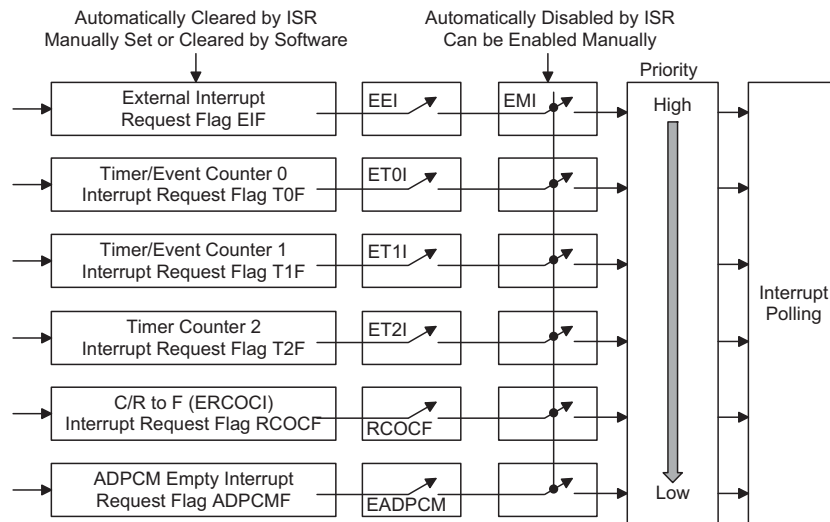 Automatically Cleared by ISR
Manually Set or Cleared by Software
Automatically Disabled by ISR
Can be Enabled Manually
Priority
External Interrupt
Request Flag EIF
EEI
EMI
High
Timer/Event Counter 0
Interrupt Request Flag T0F
ET0I
Timer/Event Counter 1
Interrupt Request Flag T1F
ET1I
Interrupt
Polling
Timer Counter 2
Interrupt Request Flag T2F
ET2I
C/R to F (ERCOCI)
Interrupt Request Flag RCOCF
RCOCF
ADPCM Empty Interrupt
Request Flag ADPCMF
EADPCM
Low